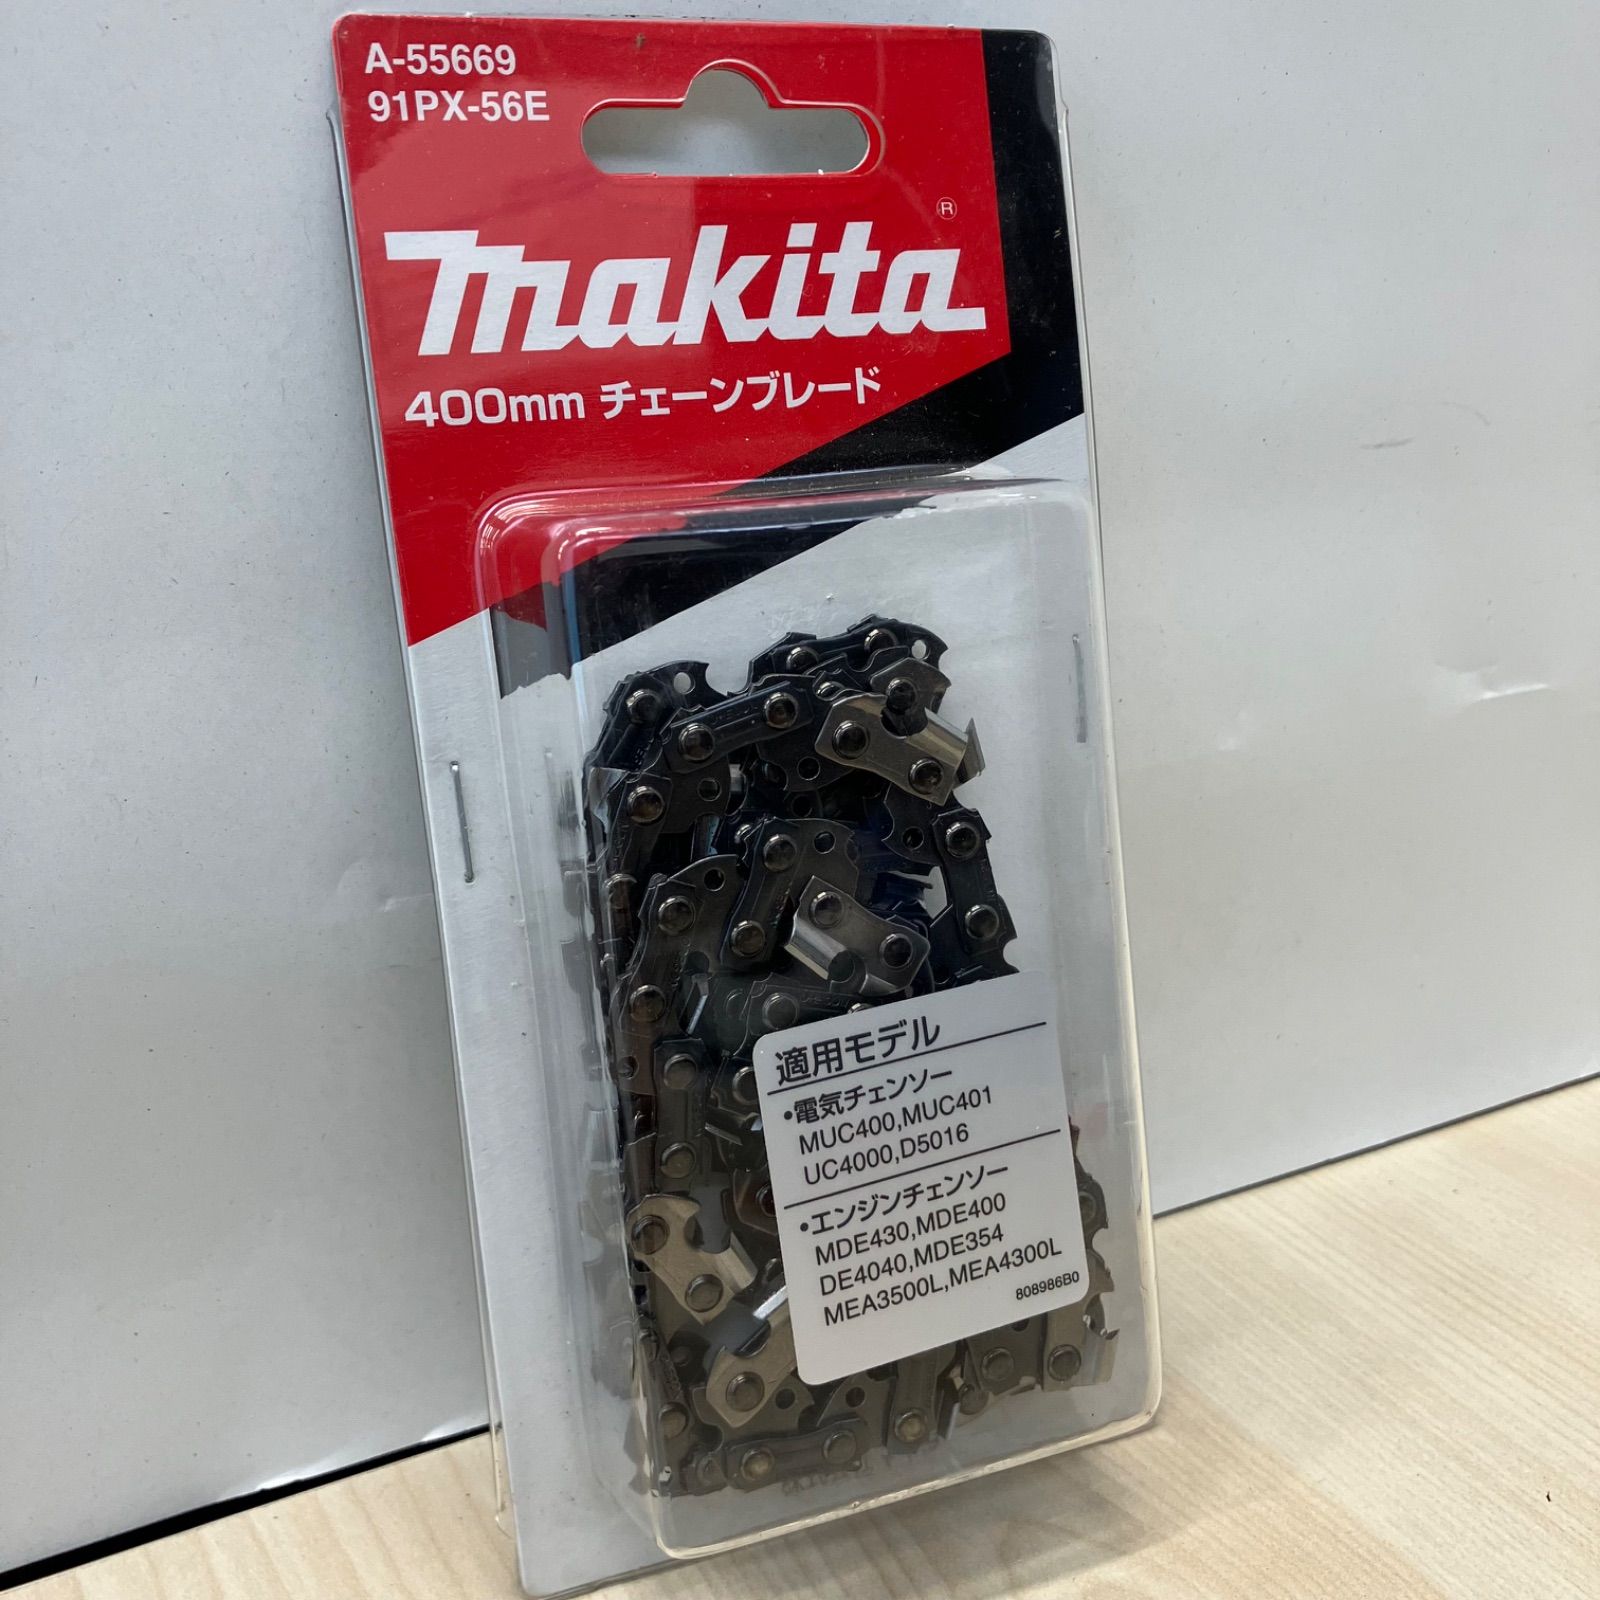 A-55669
91PX-56E
makita®
400mm チェーンブレード
適用モデル
•電気チェンソー
MUC400,MUC401
UC4000,D5016
•エンジンチェンソー
MDE430,MDE400
DE4040,MDE354
MEA3500L,MEA4300L
808986B0